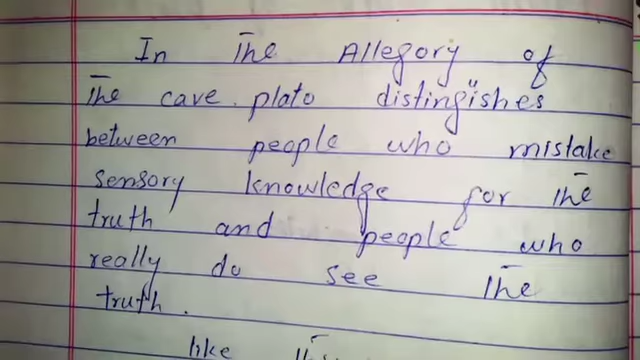 In The Allegory of
The cave. plato distingishes
between people who mistake
sensory knowledge for The
truth and people who
really do see The
truth.
like